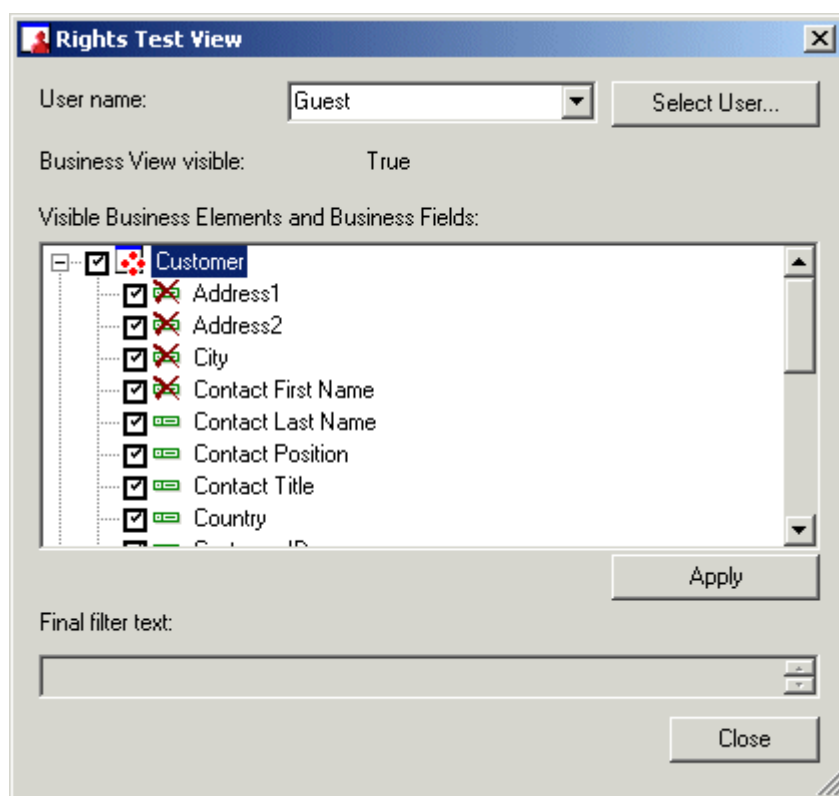 Rights Test View
User name: Guest Select User...
Business View visible: True
Visible Business Elements and Business Fields:
Customer
Address1
Address2
City
Contact First Name
Contact Last Name
Contact Position
Contact Title
Country
Apply
Final filter text:
Close